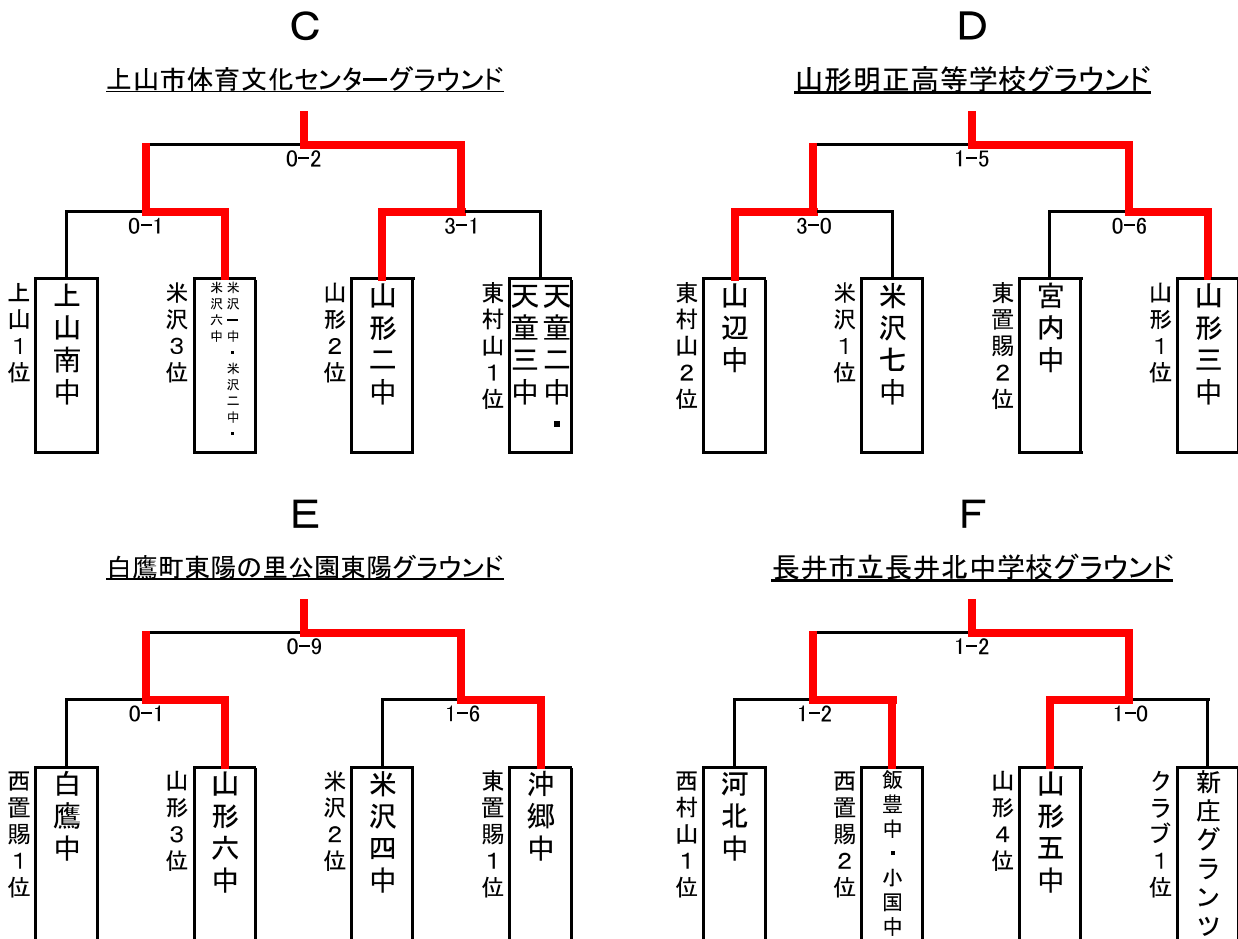 C
上山市体育文化センターグラウンド
0-2
0-1
3-1
上山1位
上山南中
米沢3位
米沢一中・米沢二中・
米沢六中
山形2位
山形二中
東村山1位
天童二中・
天童三中
D
山形明正高等学校グラウンド
1-5
3-0
0-6
東村山2位
山辺中
米沢1位
米沢七中
東置賜2位
宮内中
山形1位
山形三中
E
白鷹町東陽の里公園東陽グラウンド
0-9
0-1
1-6
西置賜1位
白鷹中
山形3位
山形六中
米沢2位
米沢四中
東置賜1位
沖郷中
F
長井市立長井北中学校グラウンド
1-2
1-2
1-0
西村山1位
河北中
西置賜2位
飯豊中・小国中
山形4位
山形五中
クラブ1位
新庄グランツ